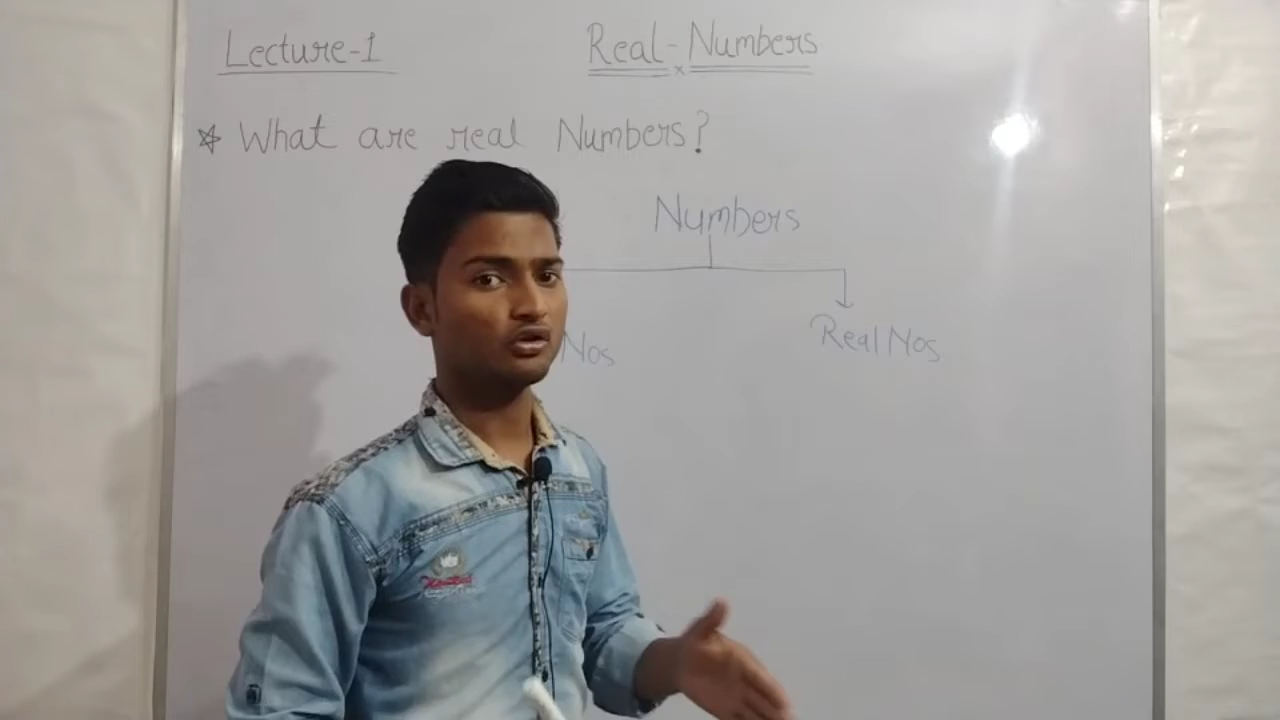 Lecture-1
Real-Numbers
What are real Numbers?
Numbers
Nos
Real Nos